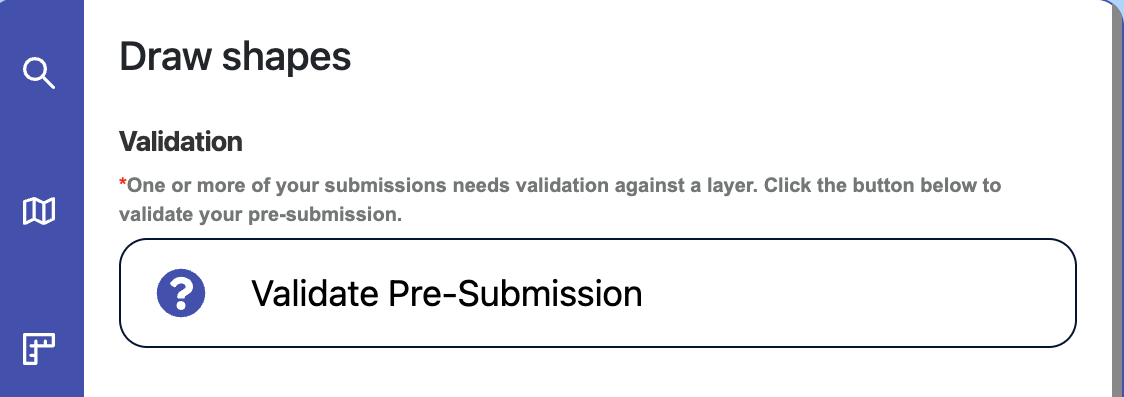 Draw shapes
Validation
*One or more of your submissions needs validation against a layer. Click the button below to
validate your pre-submission.
Validate Pre-Submission